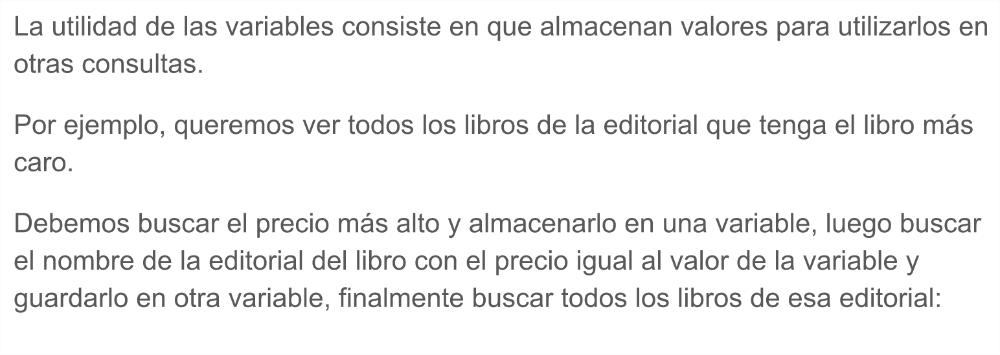 La utilidad de las variables consiste en que almacenan valores para utilizarlos en
otras consultas.
Por ejemplo, queremos ver todos los libros de la editorial que tenga el libro más
caro.
Debemos buscar el precio más alto y almacenarlo en una variable, luego buscar
el nombre de la editorial del libro con el precio igual al valor de la variable y
guardarlo en otra variable, finalmente buscar todos los libros de esa editorial: